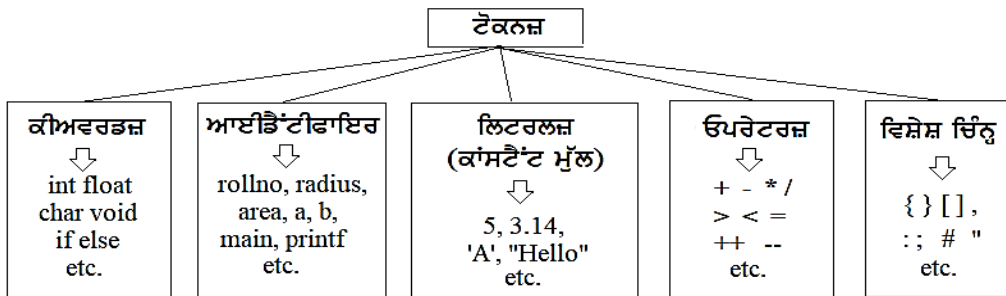 ਟੋਕਨਜ਼
ਕੀਅਵਰਡਜ਼
int float
char void
if else
etc.
ਆਈਡੈਂਟੀਫਾਇਰ
rollno, radius,
area, a, b,
main, printf
etc.
ਲਿਟਰਲਜ਼
(ਕਾਂਸਟੈਂਟ ਮੁੱਲ)
5, 3.14,
'A', "Hello"
etc.
ਓਪਰੇਟਰਜ਼
+ - * /
> < =
++ --
etc.
ਵਿਸ਼ੇਸ਼ ਚਿੰਨ੍ਹ
{ } [ ] ,
: ; # "
etc.